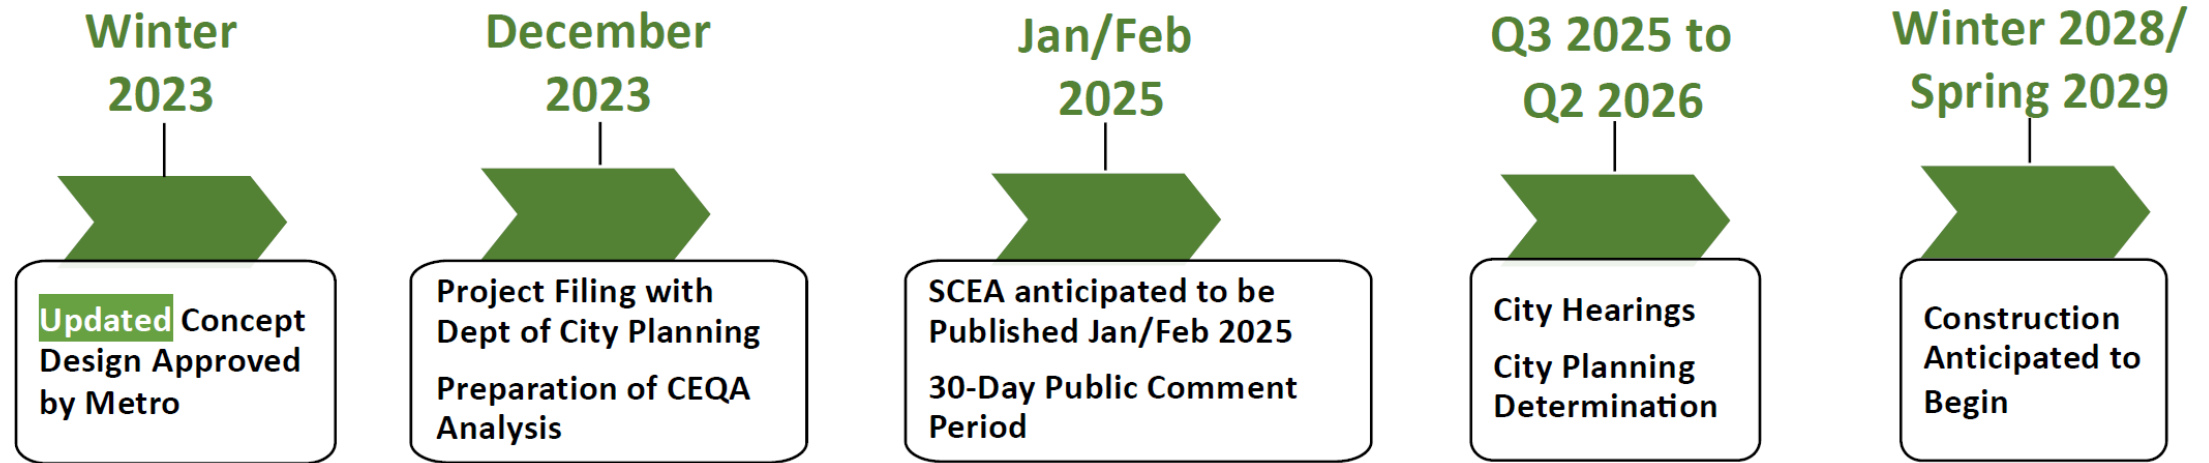 Winter
2023
December
2023
Jan/Feb
2025
Q3 2025 to
Q2 2026
Winter 2028/
Spring 2029
Updated Concept
Design Approved
by Metro
Project Filing with
Dept of City Planning
Preparation of CEQA
Analysis
SCEA anticipated to be
Published Jan/Feb 2025
30-Day Public Comment
Period
City Hearings
City Planning
Determination
Construction
Anticipated to
Begin